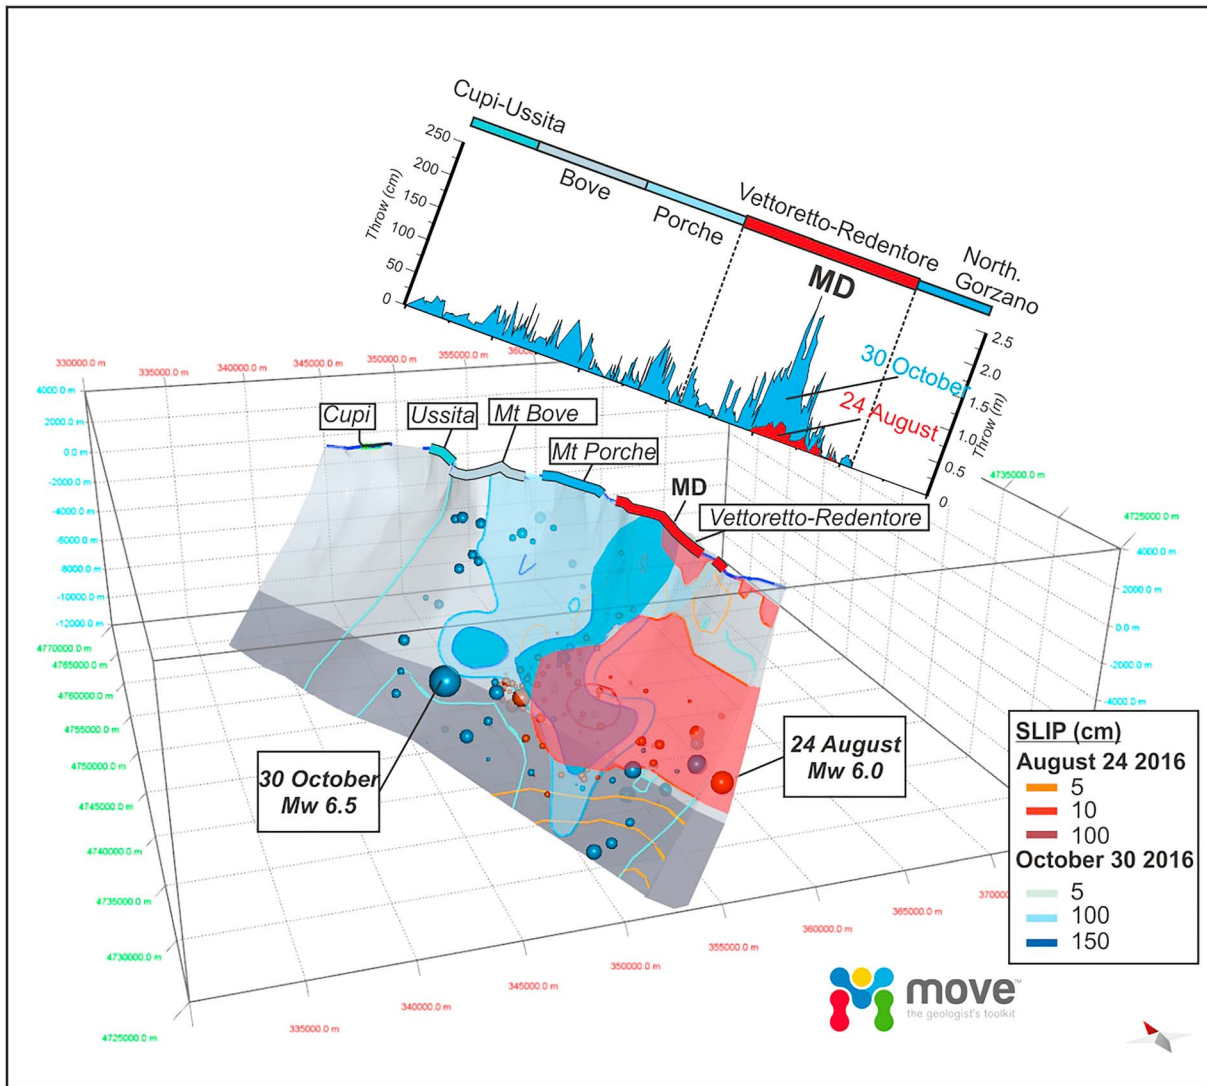 Cupi-Ussita
Bove
Porche
Vettoretto-Redentore
North.
Gorzano
250
200
150
100
50
0
Throw (cm)
MD
30 October
24 August
2.5
2.0
1.5
1.0
0.5
0
Throw (m)
330000.0 m
335000.0 m
340000.0 m
345000.0 m
350000.0 m
355000.0 m
4000.0 m
2000.0 m
0.0 m
-2000.0 m
-4000.0 m
-6000.0 m
-8000.0 m
-10000.0 m
-12000.0 m
Cupi
Ussita
Mt Bove
Mt Porche
MD
Vettoretto-Redentore
4735000.0 m
4725000.0 m
4000.0 m
2000.0 m
0.0 m
-2000.0 m
-4000.0 m
4770000.0 m
4765000.0 m
4760000.0 m
4755000.0 m
4750000.0 m
4745000.0 m
4740000.0 m
4735000.0 m
4730000.0 m
4725000.0 m
30 October
Mw 6.5
24 August
Mw 6.0
335000.0 m
340000.0 m
345000.0 m
350000.0 m
355000.0 m
360000.0 m
365000.0 m
SLIP (cm)
August 24 2016
5
10
100
October 30 2016
5
100
150
move™
the geologist's toolkit